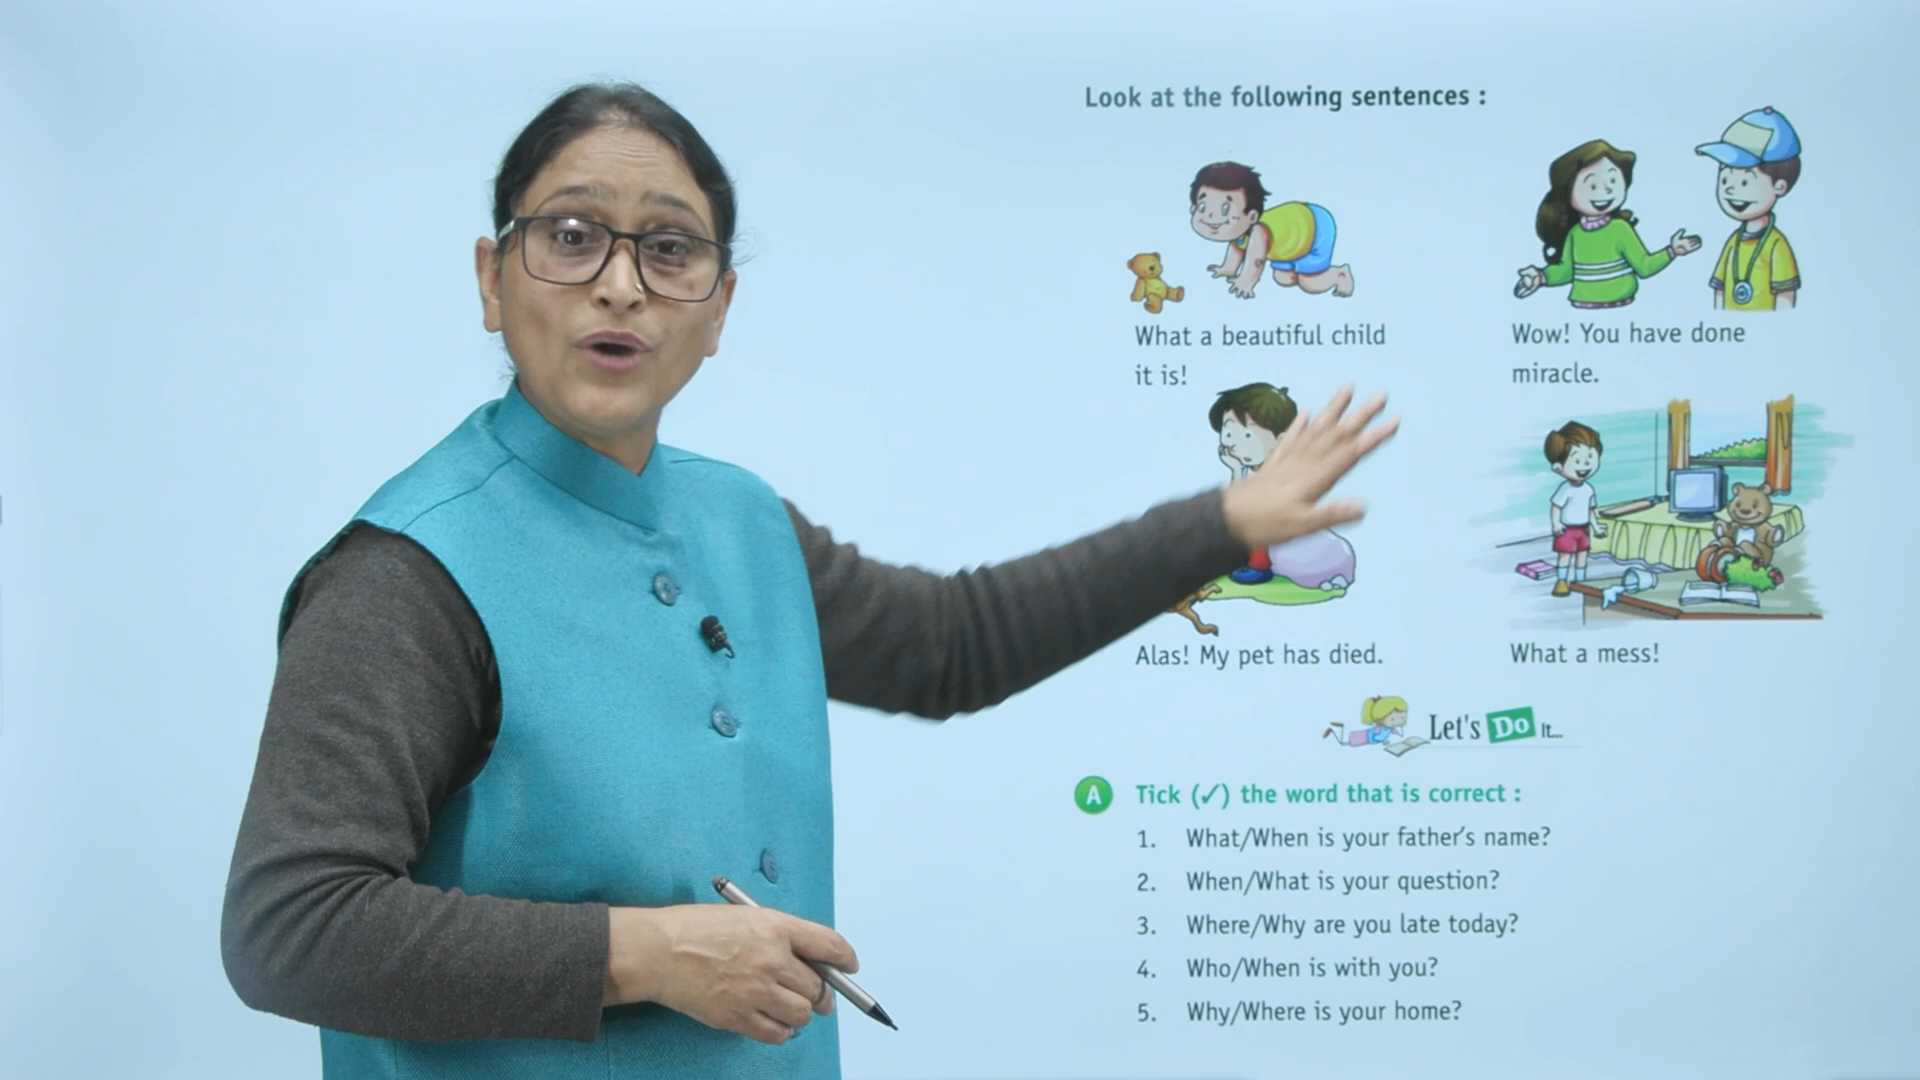 Look at the following sentences :
What a beautiful child
it is!
Wow! You have done
miracle.
Alas! My pet has died.
What a mess!
Let's Do It...
A Tick (✓) the word that is correct :
1. What/When is your father's name?
2. When/What is your question?
3. Where/Why are you late today?
4. Who/When is with you?
5. Why/Where is your home?